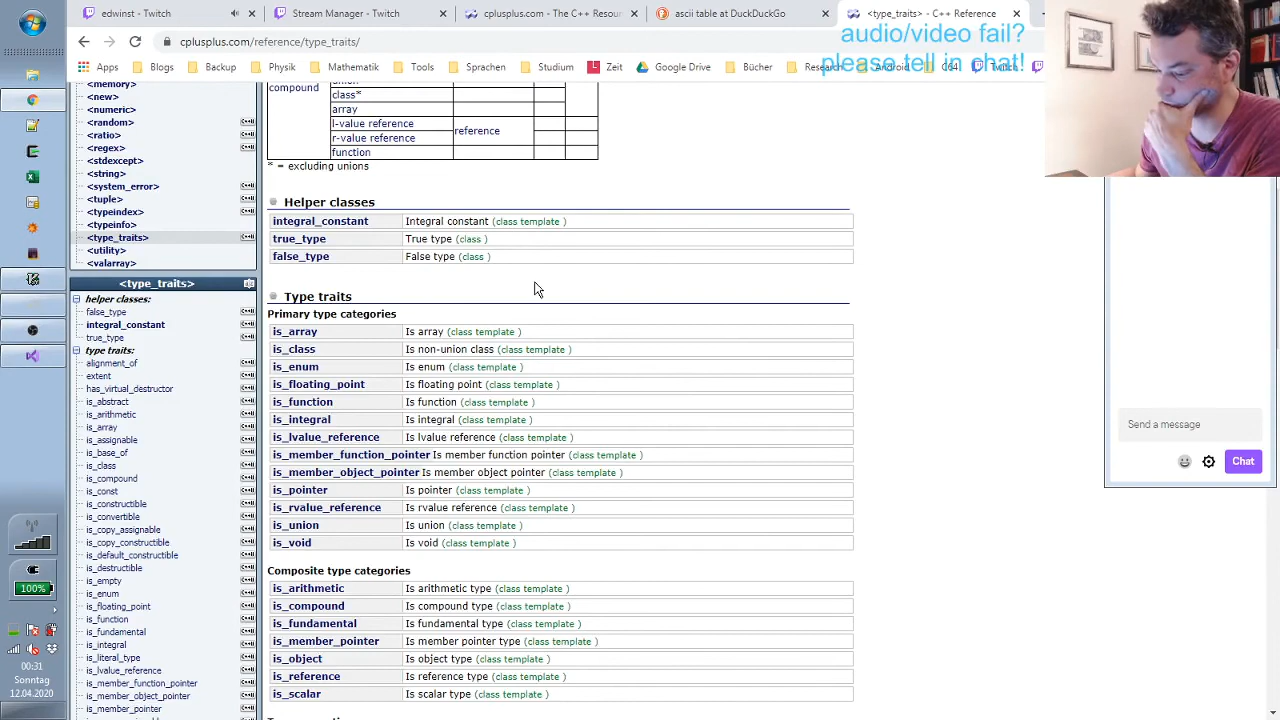 edwinst - Twitch
Stream Manager - Twitch
cplusplus.com - The C++ Resour
ascii table at DuckDuckGo
<type_traits> - C++ Reference
cplusplus.com/reference/type_traits/
audio/video fail?
please tell in chat!
Apps
Blogs
Backup
Physik
Mathematik
Tools
Sprachen
Studium
Zeit
Google Drive
Bücher
Android
C64
<memory>
<new>
<numeric>
<random>
<ratio>
<regex>
<stdexcept>
<string>
<system_error>
<tuple>
<typeindex>
<typeinfo>
<type_traits>
<utility>
<valarray>
<type_traits>
helper classes:
false_type
integral_constant
true_type
type traits:
alignment_of
extent
has_virtual_destructor
is_abstract
is_arithmetic
is_array
is_assignable
is_base_of
is_class
is_compound
is_const
is_constructible
is_convertible
is_copy_assignable
is_copy_constructible
is_default_constructible
is_destructible
is_empty
is_enum
is_floating_point
is_function
is_fundamental
is_integral
is_literal_type
is_lvalue_reference
is_member_function_pointer
is_member_object_pointer
is_member_pointer
compound
class*
array
l-value reference
reference
r-value reference
function
* = excluding unions
Helper classes
integral_constant Integral constant (class template )
true_type True type (class )
false_type False type (class )
Type traits
Primary type categories
is_array Is array (class template )
is_class Is non-union class (class template )
is_enum Is enum (class template )
is_floating_point Is floating point (class template )
is_function Is function (class template )
is_integral Is integral (class template )
is_lvalue_reference Is lvalue reference (class template )
is_member_function_pointer Is member function pointer (class template )
is_member_object_pointer Is member object pointer (class template )
is_pointer Is pointer (class template )
is_rvalue_reference Is rvalue reference (class template )
is_union Is union (class template )
is_void Is void (class template )
Composite type categories
is_arithmetic Is arithmetic type (class template )
is_compound Is compound type (class template )
is_fundamental Is fundamental type (class template )
is_member_pointer Is member pointer type (class template )
is_object Is object type (class template )
is_reference Is reference type (class template )
is_scalar Is scalar type (class template )
Send a message
Chat
100%
00:31
Sonntag
12.04.2020